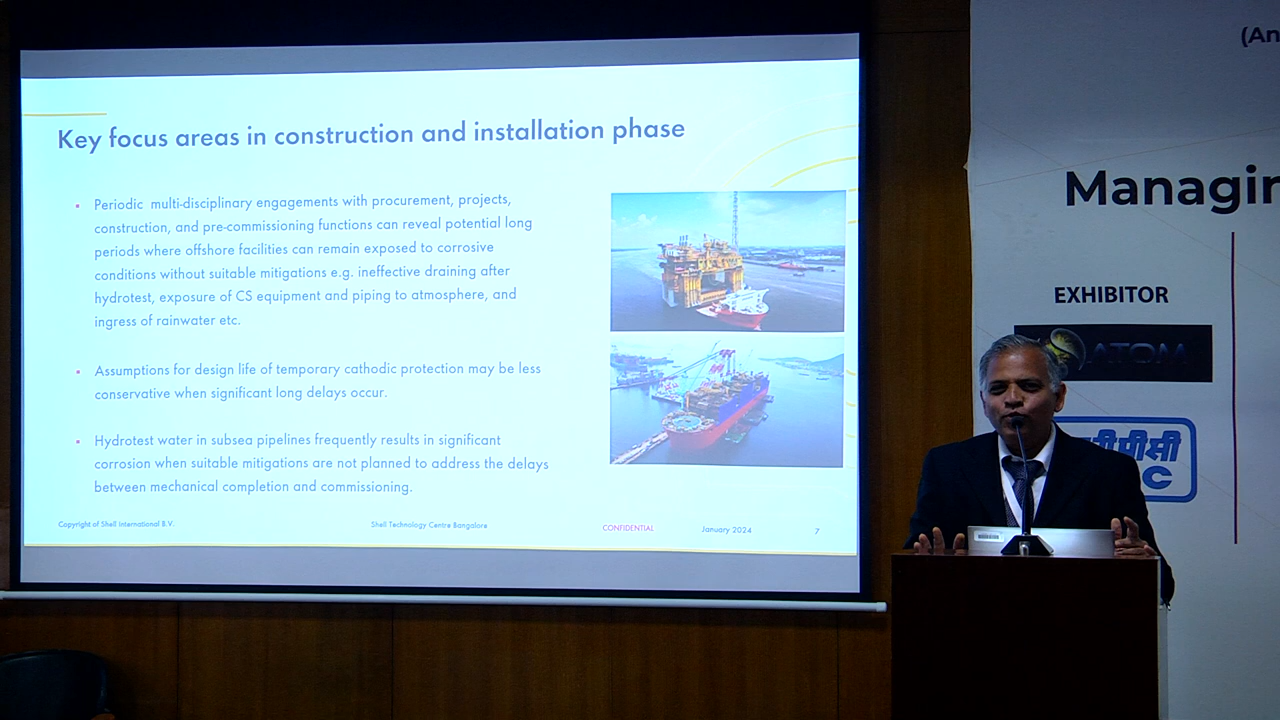 Key focus areas in construction and installation phase
Periodic multi-disciplinary engagements with procurement, projects,
construction, and pre-commissioning functions can reveal potential long
periods where offshore facilities can remain exposed to corrosive
conditions without suitable mitigations e.g. ineffective draining after
hydrotest, exposure of CS equipment and piping to atmosphere, and
ingress of rainwater etc.
Assumptions for design life of temporary cathodic protection may be less
conservative when significant long delays occur.
Hydrotest water in subsea pipelines frequently results in significant
corrosion when suitable mitigations are not planned to address the delays
between mechanical completion and commissioning.
Copyright of Shell International B.V.
Shell Technology Centre Bangalore
CONFIDENTIAL
January 2024
7
(An
Managin
EXHIBITOR
ATOM
पीसी
C